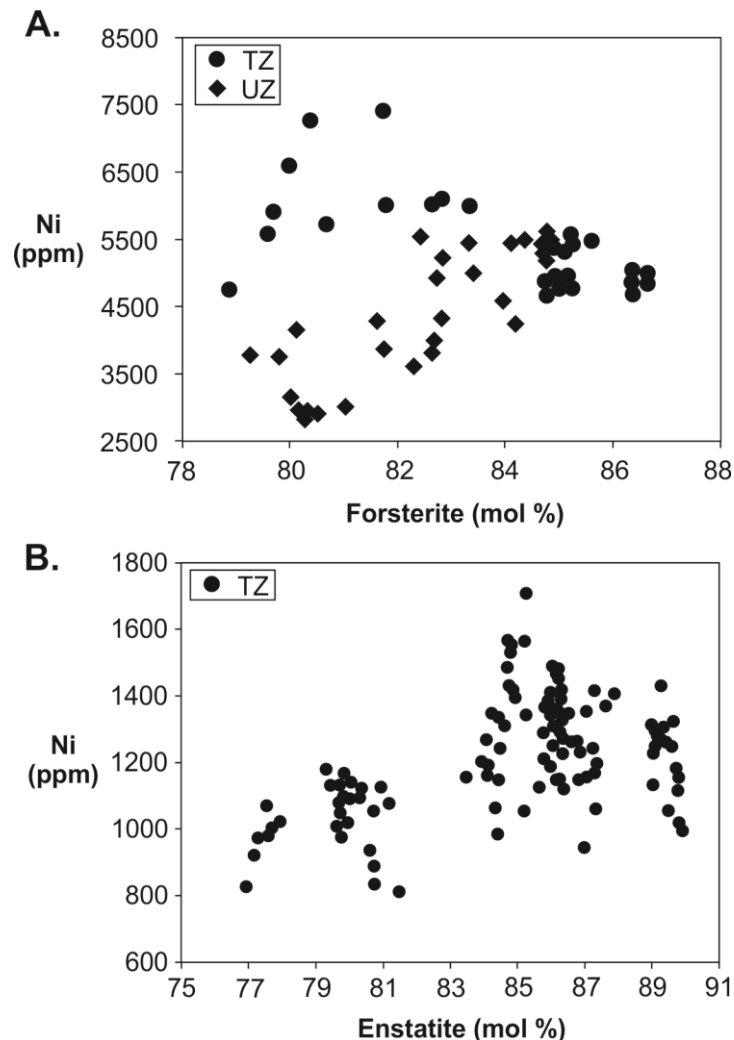 A.
8500
7500
6500
5500
4500
3500
2500
Ni
(ppm)
TZ
UZ
78 80 82 84 86 88
Forsterite (mol %)
B.
1800
1600
1400
1200
1000
800
600
Ni
(ppm)
TZ
75 77 79 81 83 85 87 89 91
Enstatite (mol %)